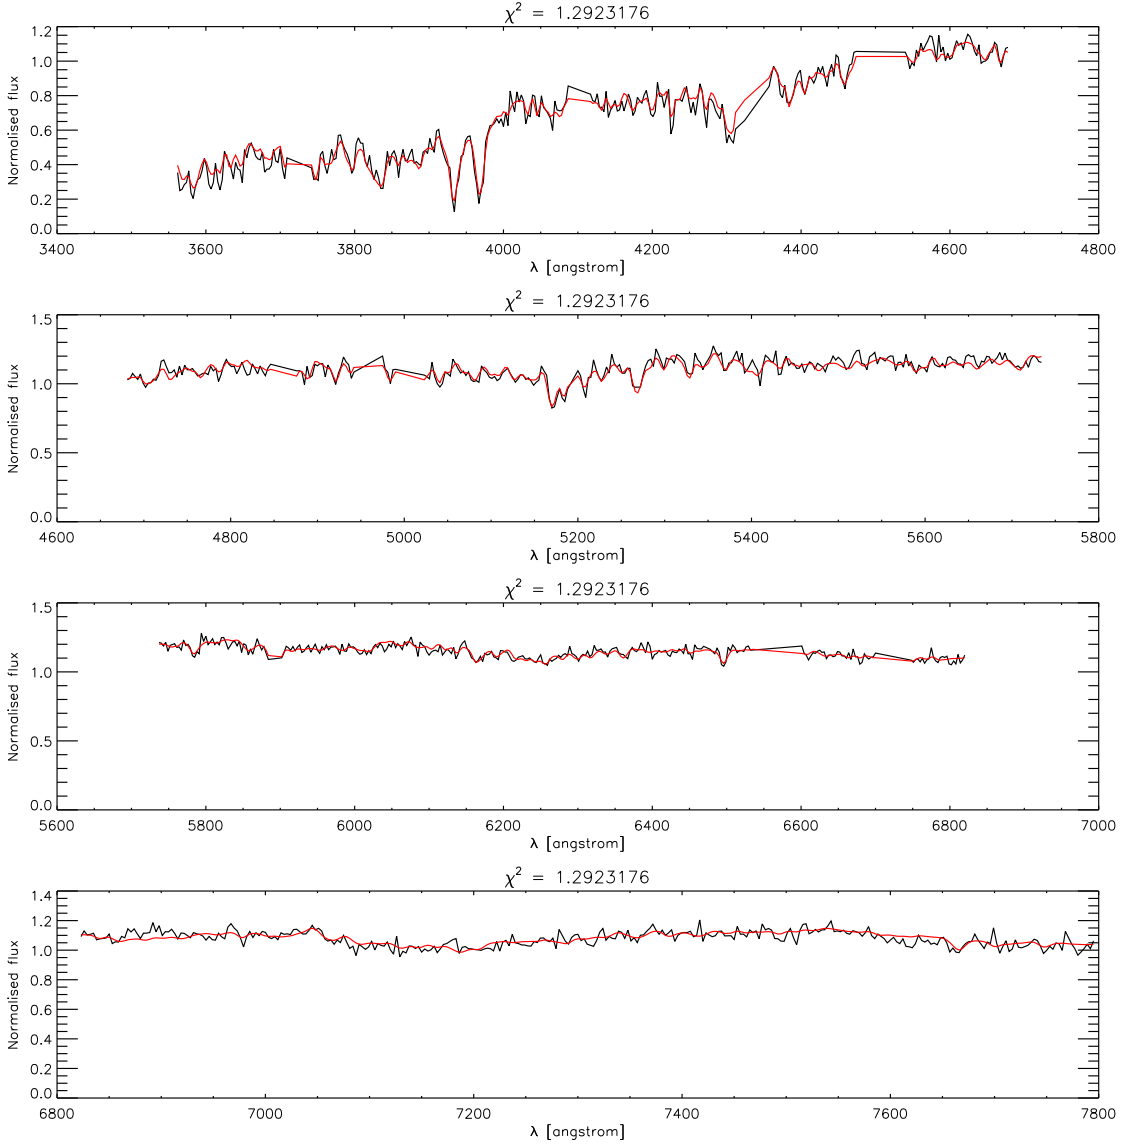 χ² = 1.2923176
Normalised flux
1.2
1.0
0.8
0.6
0.4
0.2
0.0
3400 3600 3800 4000 4200 4400 4600 4800
λ [angstrom]
χ² = 1.2923176
Normalised flux
1.5
1.0
0.5
0.0
4600 4800 5000 5200 5400 5600 5800
λ [angstrom]
χ² = 1.2923176
Normalised flux
1.5
1.0
0.5
0.0
5600 5800 6000 6200 6400 6600 6800 7000
λ [angstrom]
χ² = 1.2923176
Normalised flux
1.4
1.2
1.0
0.8
0.6
0.4
0.2
0.0
6800 7000 7200 7400 7600 7800
λ [angstrom]